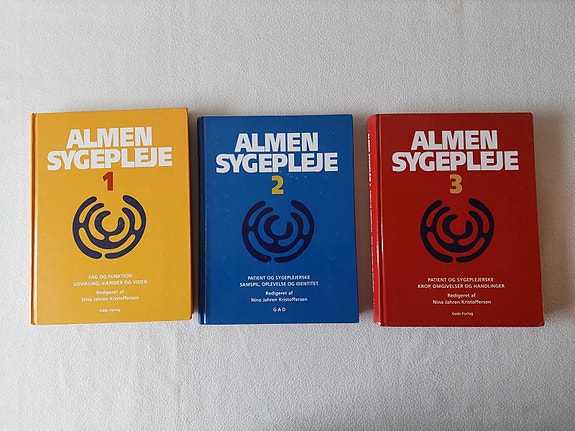 ALMEN
SYGEPLEJE
1
FAG OG FUNKTION
UDVIKLING, VÆRDIER OG VIDEN
Redigeret af
Nina Jahren Kristoffersen
Gads Forlag
ALMEN
SYGEPLEJE
2
PATIENT OG SYGEPLEJERSKE
SAMSPIL, OPLEVELSE OG IDENTITET
Redigeret af
Nina Jahren Kristoffersen
GAD
ALMEN
SYGEPLEJE
3
PATIENT OG SYGEPLEJERSKE
KROP, OMGIVELSER OG HANDLINGER
Redigeret af
Nina Jahren Kristoffersen
Gads Forlag